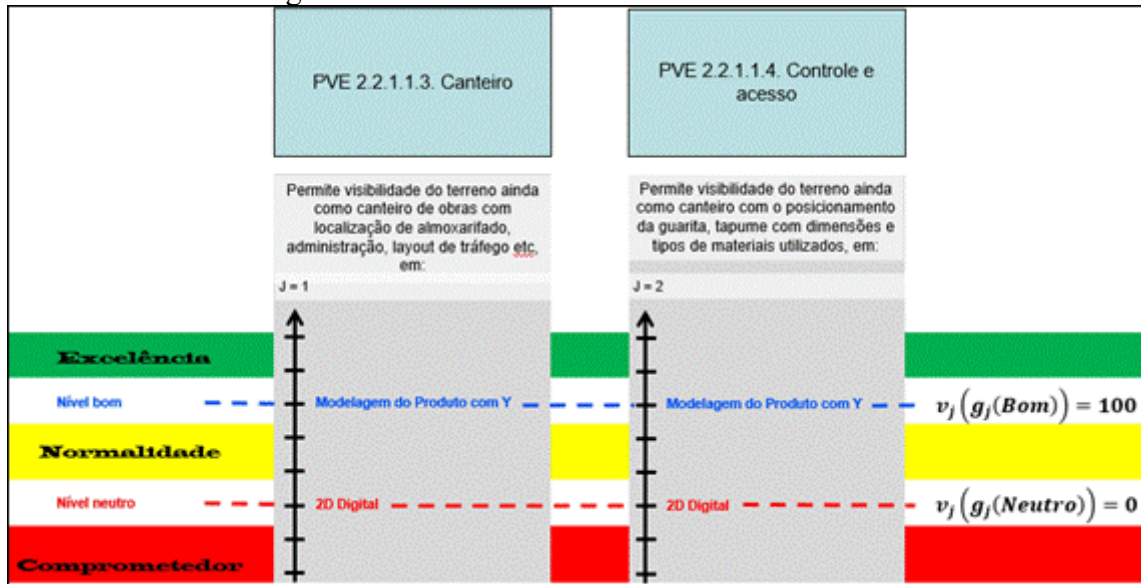 PVE 2.2.1.1.3. Canteiro
PVE 2.2.1.1.4. Controle e
acesso
Permite visibilidade do terreno ainda
como canteiro de obras com
localização de almoxarifado,
administração, layout de tráfego etc,
em:
Permite visibilidade do terreno ainda
como canteiro com o posicionamento
da guarita, tapume com dimensões e
tipos de materiais utilizados, em:
J = 1
J = 2
Excelência
Nível bom
Modelagem do Produto com Y
Modelagem do Produto com Y
v_j(g_j(Bom)) = 100
Normalidade
Nível neutro
2D Digital
2D Digital
v_j(g_j(Neutro)) = 0
Comprometedor